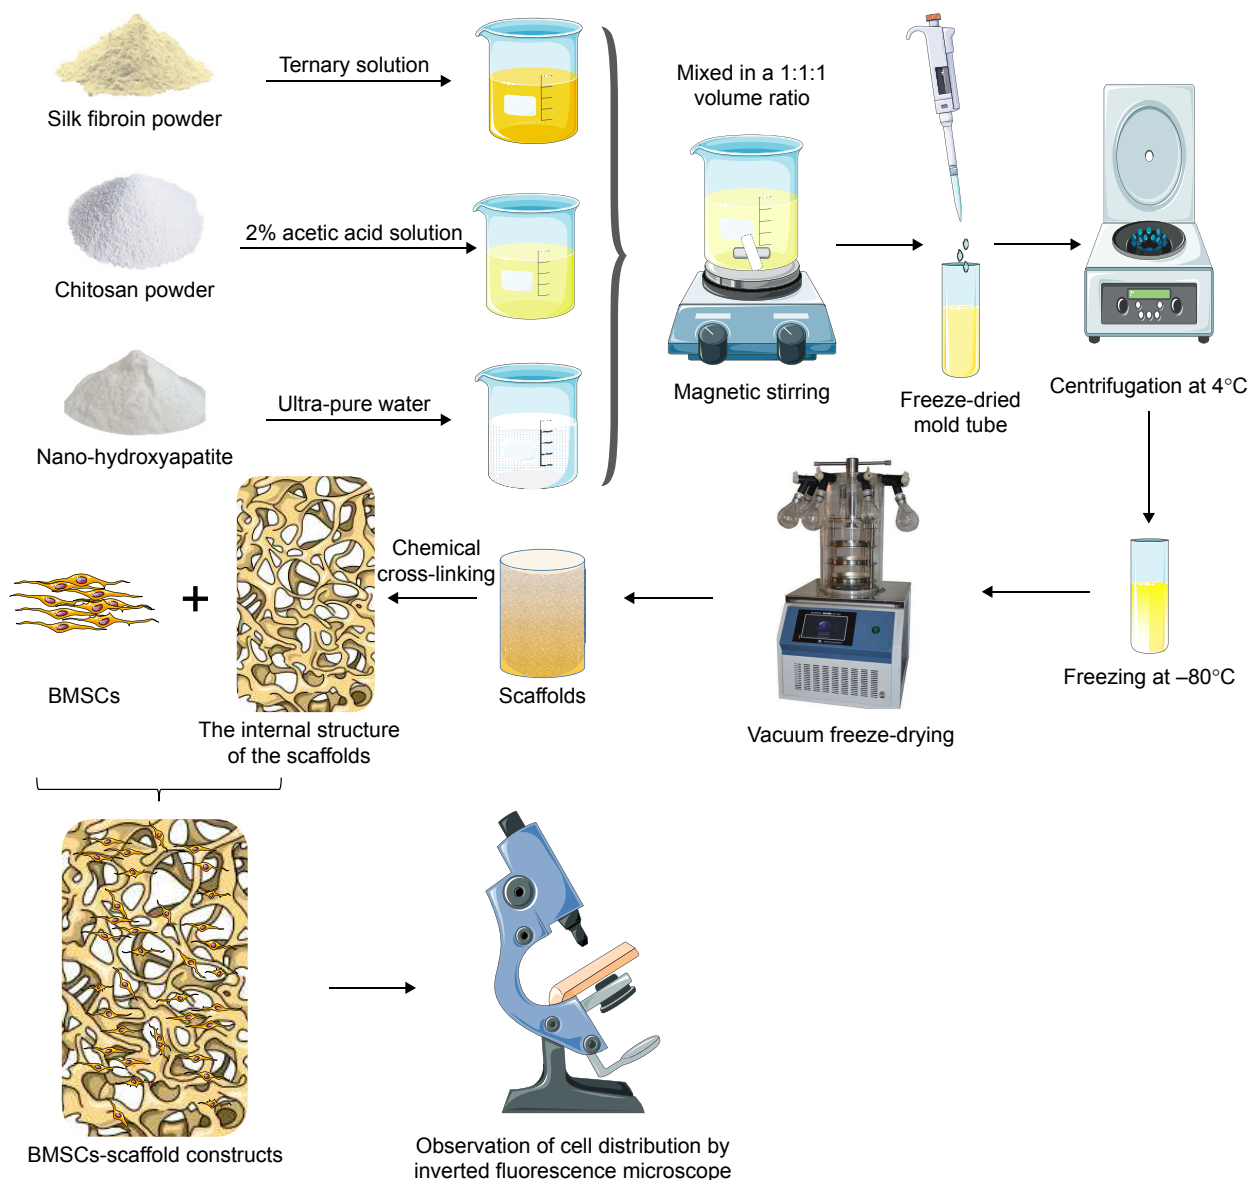 Silk fibroin powder
Ternary solution
Chitosan powder
2% acetic acid solution
Nano-hydroxyapatite
Ultra-pure water
Mixed in a 1:1:1
volume ratio
Magnetic stirring
Freeze-dried
mold tube
Centrifugation at 4°C
Freezing at –80°C
Vacuum freeze-drying
Scaffolds
Chemical
cross-linking
The internal structure
of the scaffolds
+
BMSCs
BMSCs-scaffold constructs
Observation of cell distribution by
inverted fluorescence microscope